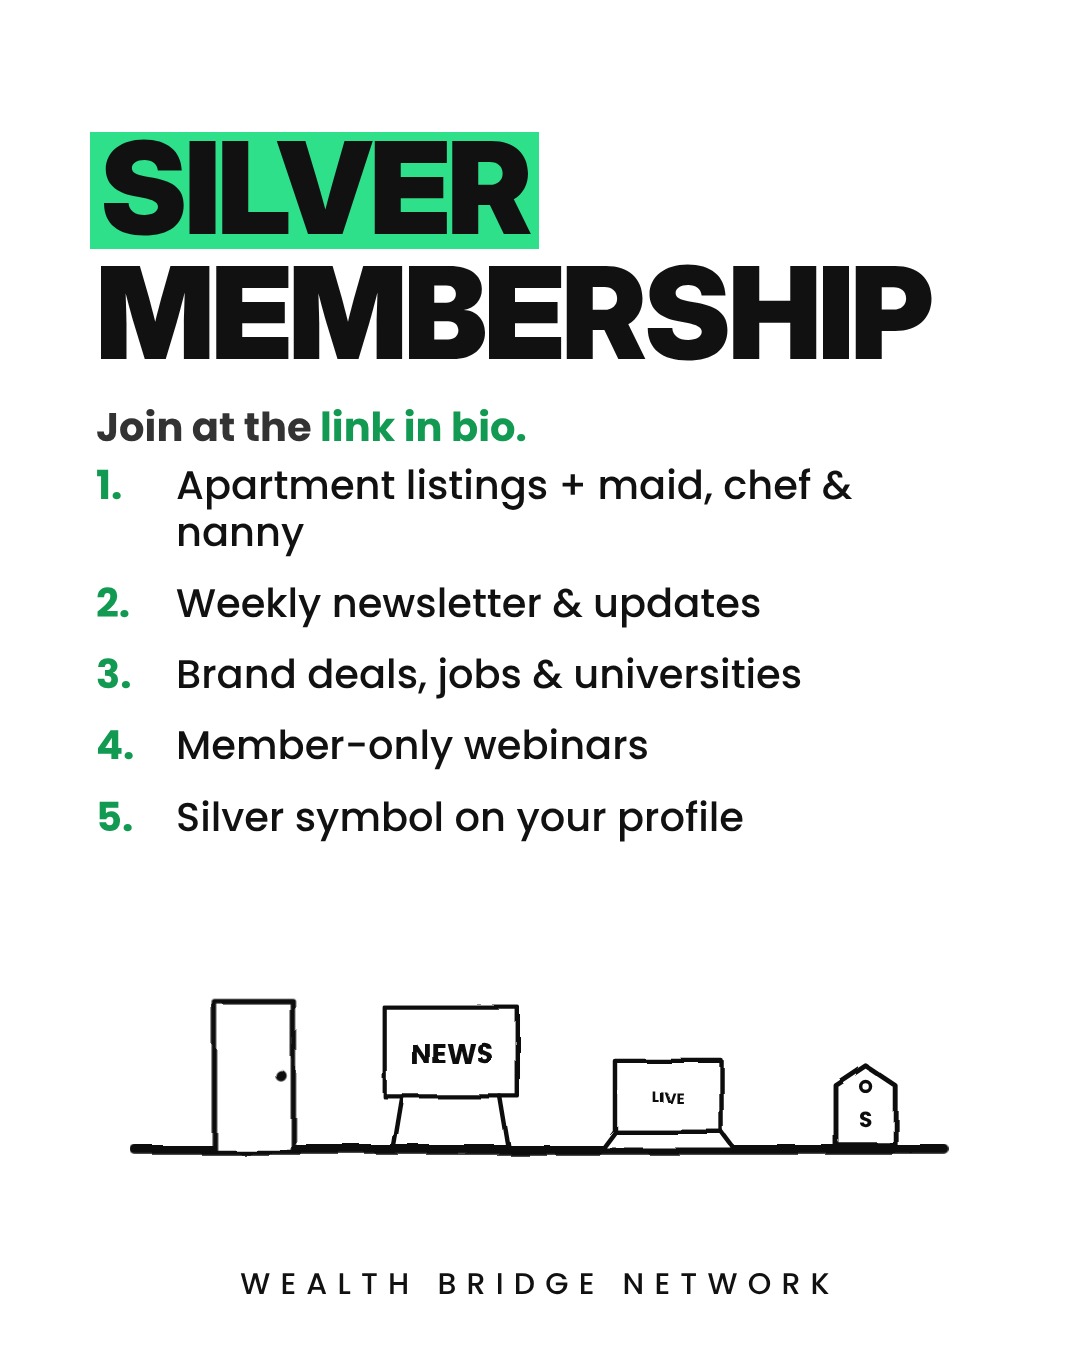 SILVER
MEMBERSHIP
Join at the link in bio.
1. Apartment listings + maid, chef &
nanny
2. Weekly newsletter & updates
3. Brand deals, jobs & universities
4. Member-only webinars
5. Silver symbol on your profile
NEWS
LIVE
S
WEALTH BRIDGE NETWORK